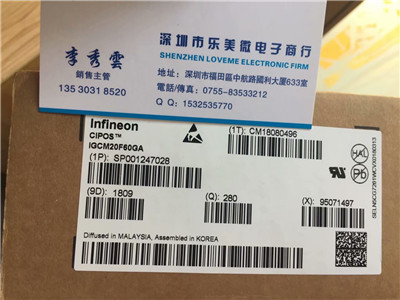 李秀雲
銷售主管
135 3031 8520
深圳市乐美微电子商行
SHENZHEN LOVEME ELECTRONIC FIRM
地址：深圳市福田區中航路國利大厦633室
電話/傳真：0755-83533212
Q Q：1532535770
Infineon
CIPOS™
IGCM20F60GA
(1P) SP001247028
(1T) CM18080496
(9D) 1809
(Q) 280
(X) 95071497
Diffused in MALAYSIA, Assembled in KOREA
HAL
Pb